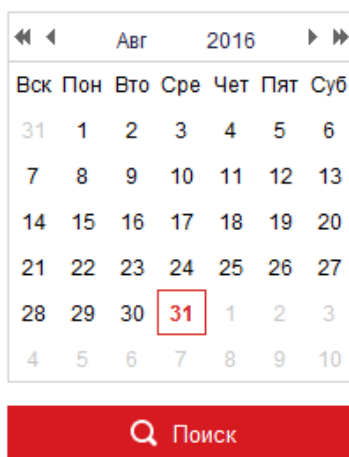 Авг 2016
Вск Пон Вто Сре Чет Пят Суб
31 1 2 3 4 5 6
7 8 9 10 11 12 13
14 15 16 17 18 19 20
21 22 23 24 25 26 27
28 29 30 31 1 2 3
4 5 6 7 8 9 10
Поиск